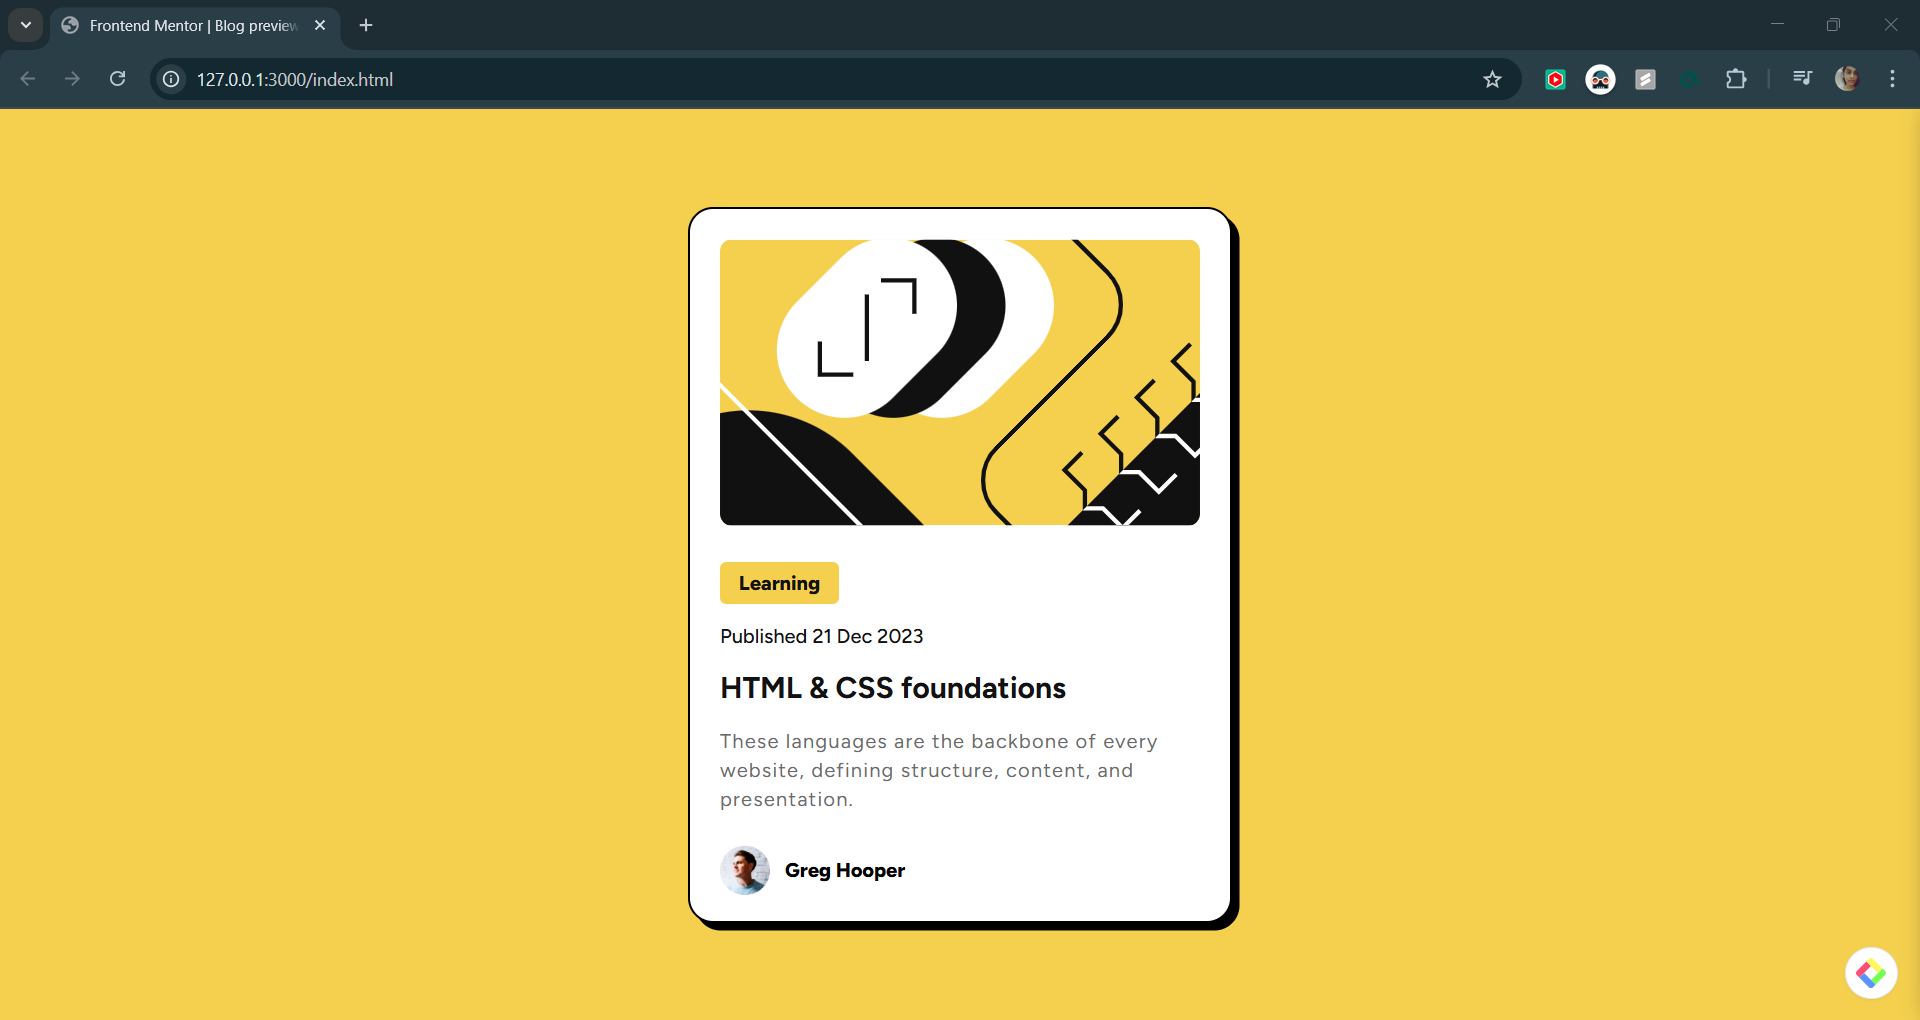 Frontend Mentor | Blog preview
127.0.0.1:3000/index.html
Learning
Published 21 Dec 2023
HTML & CSS foundations
These languages are the backbone of every
website, defining structure, content, and
presentation.
Greg Hooper